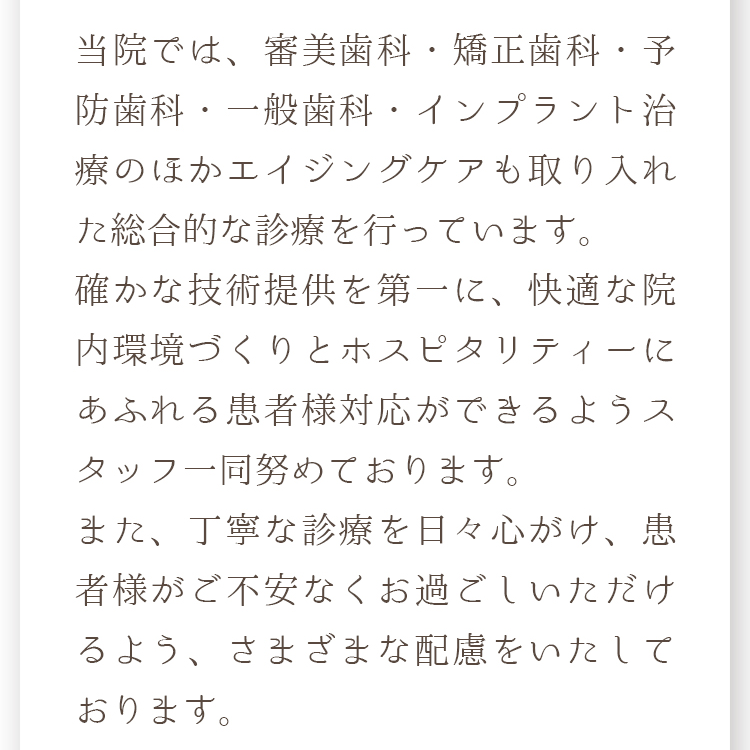 当院では、審美歯科・矯正歯科・予
防歯科・一般歯科・インプラント治
療のほかエイジングケアも取り入れ
た総合的な診療を行っています。
確かな技術提供を第一に、快適な院
内環境づくりとホスピタリティーに
あふれる患者様対応ができるようス
タッフ一同努めております。
また、丁寧な診療を日々心がけ、患
者様がご不安なくお過ごしいただけ
るよう、さまざまな配慮をいたして
おります。